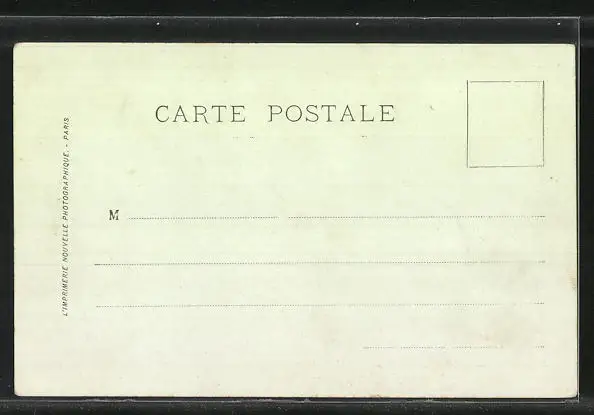 CARTE POSTALE
M
L'IMPRIMERIE NOUVELLE PHOTOGRAPHIQUE. - PARIS